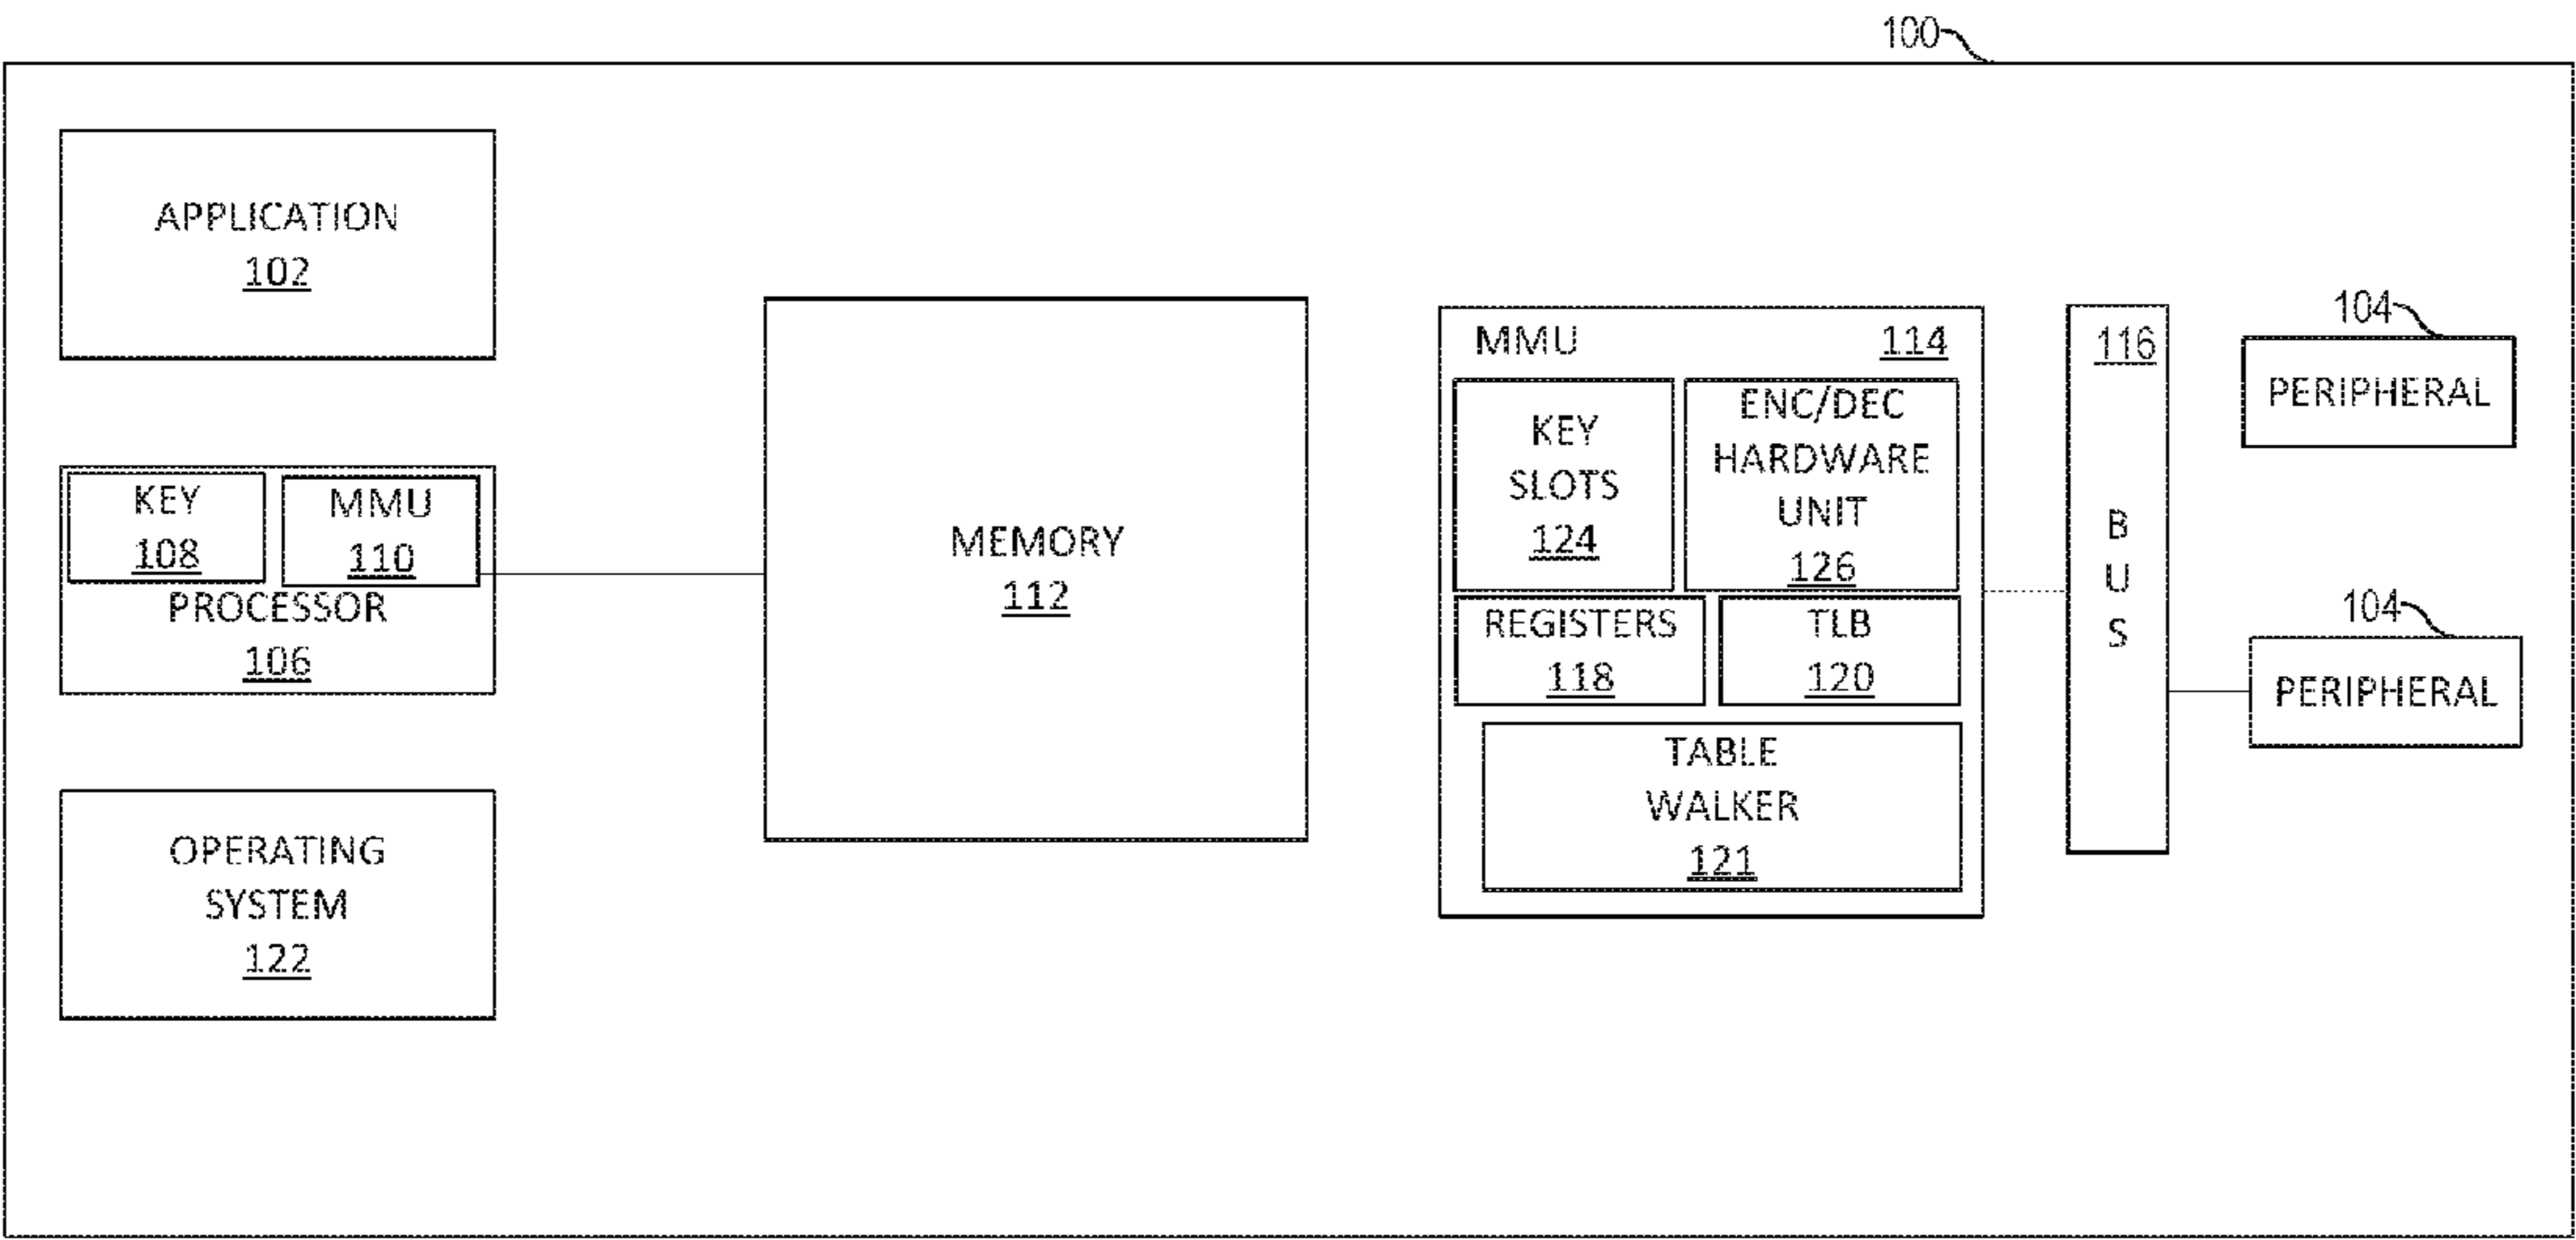 100
APPLICATION
102
KEY
108
MMU
110
PROCESSOR
106
OPERATING
SYSTEM
122
MEMORY
112
MMU
114
KEY
SLOTS
124
ENC/DEC
HARDWARE
UNIT
126
REGISTERS
118
TLB
120
TABLE
WALKER
121
116
B
U
S
104
PERIPHERAL
104
PERIPHERAL